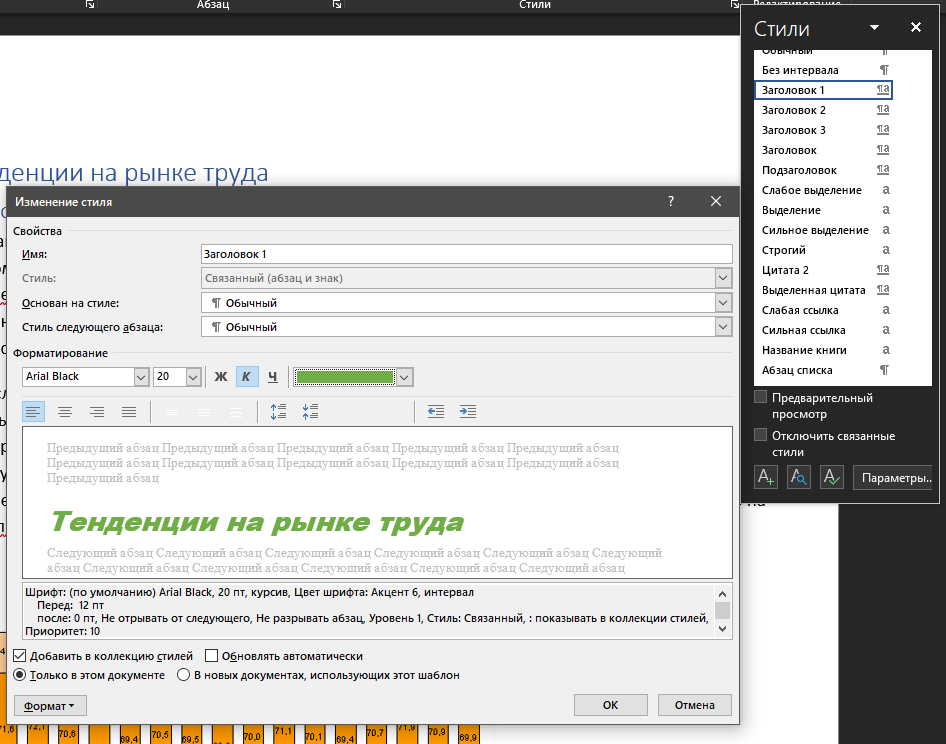 Абзац
Стили
Редактирование
Стили
Обычный
Без интервала
Заголовок 1
Заголовок 2
Заголовок 3
Заголовок
Подзаголовок
Слабое выделение
Выделение
Сильное выделение
Строгий
Цитата 2
Выделенная цитата
Слабая ссылка
Сильная ссылка
Название книги
Абзац списка
Предварительный
просмотр
Отключить связанные
стили
Параметры..
денции на рынке труда
Изменение стиля
?
Свойства
Имя:
Заголовок 1
Стиль:
Связанный (абзац и знак)
Основан на стиле:
¶ Обычный
Стиль следующего абзаца:
¶ Обычный
Форматирование
Arial Black 20 Ж К Ч
Предыдущий абзац Предыдущий абзац Предыдущий абзац Предыдущий абзац Предыдущий абзац
Предыдущий абзац Предыдущий абзац Предыдущий абзац Предыдущий абзац Предыдущий абзац
Предыдущий абзац
Тенденции на рынке труда
Следующий абзац Следующий абзац Следующий абзац Следующий абзац Следующий абзац Следующий
абзац Следующий абзац Следующий абзац Следующий абзац Следующий абзац Следующий абзац
Шрифт: (по умолчанию) Arial Black, 20 пт, курсив, Цвет шрифта: Акцент 6, интервал
Перед: 12 пт
после: 0 пт, Не отрывать от следующего, Не разрывать абзац, Уровень 1, Стиль: Связанный, : показывать в коллекции стилей,
Приоритет: 10
Добавить в коллекцию стилей Обновлять автоматически
Только в этом документе В новых документах, использующих этот шаблон
Формат
ОК
Отмена
71,6 72,1 70,6 69,4 70,5 69,5 70,0 71,1 70,1 69,4 70,7 71,9 70,9 69,9